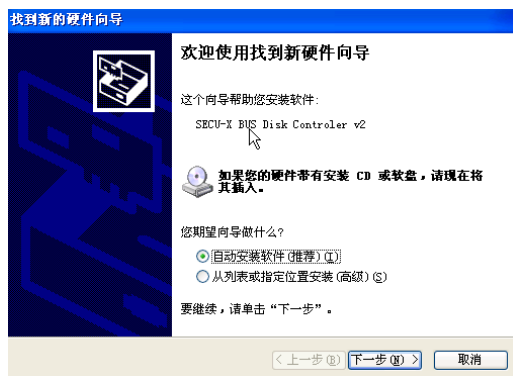 找到新的硬件向导
欢迎使用找到新硬件向导
这个向导帮助您安装软件:
SECU-X BUS Disk Controler v2
如果您的硬件带有安装 CD 或软盘，请现在将
其插入。
您期望向导做什么?
自动安装软件(推荐)(I)
从列表或指定位置安装(高级)(S)
要继续，请单击“下一步”。
< 上一步(B) 下一步(N) > 取消